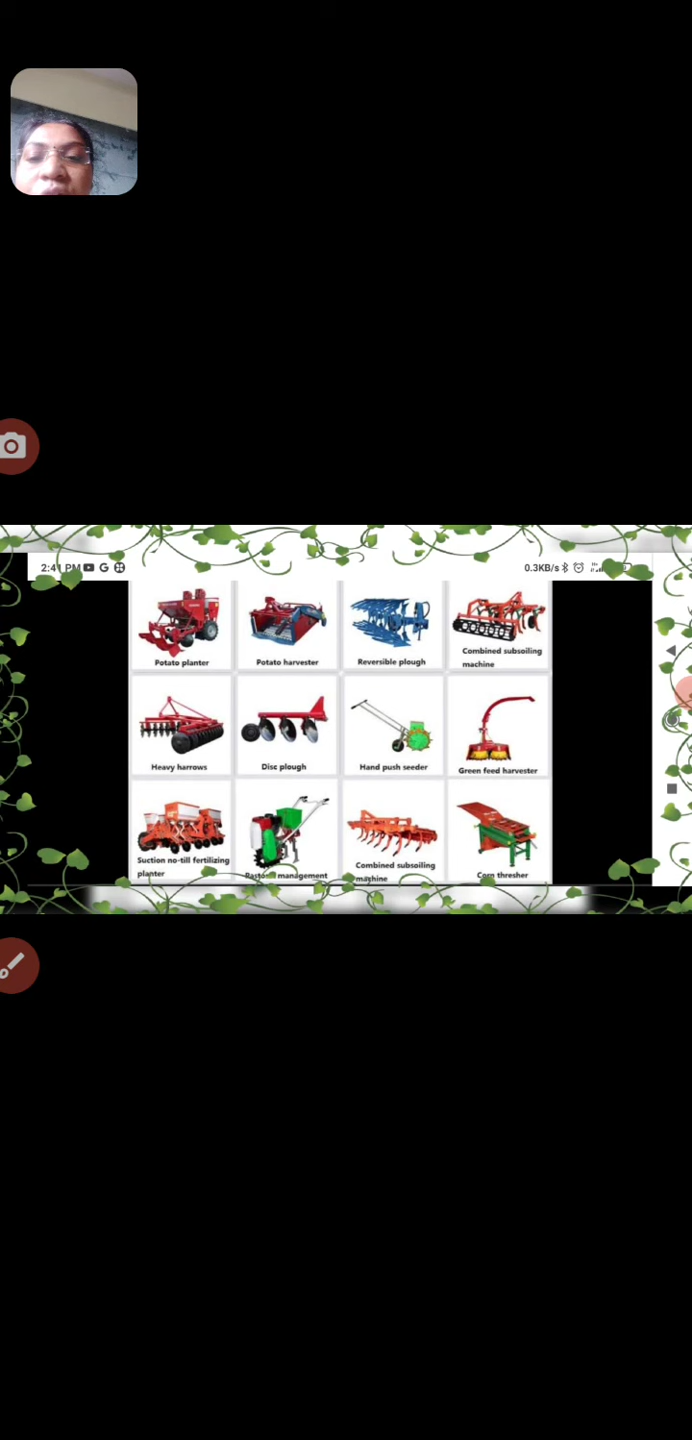 2:41 PM
0.3KB/s
Potato planter
Potato harvester
Reversible plough
Combined subsoiling
machine
Heavy harrows
Disc plough
Hand push seeder
Green feed harvester
Suction no-till fertilizing
planter
management
Combined subsoiling
machine
Corn thresher